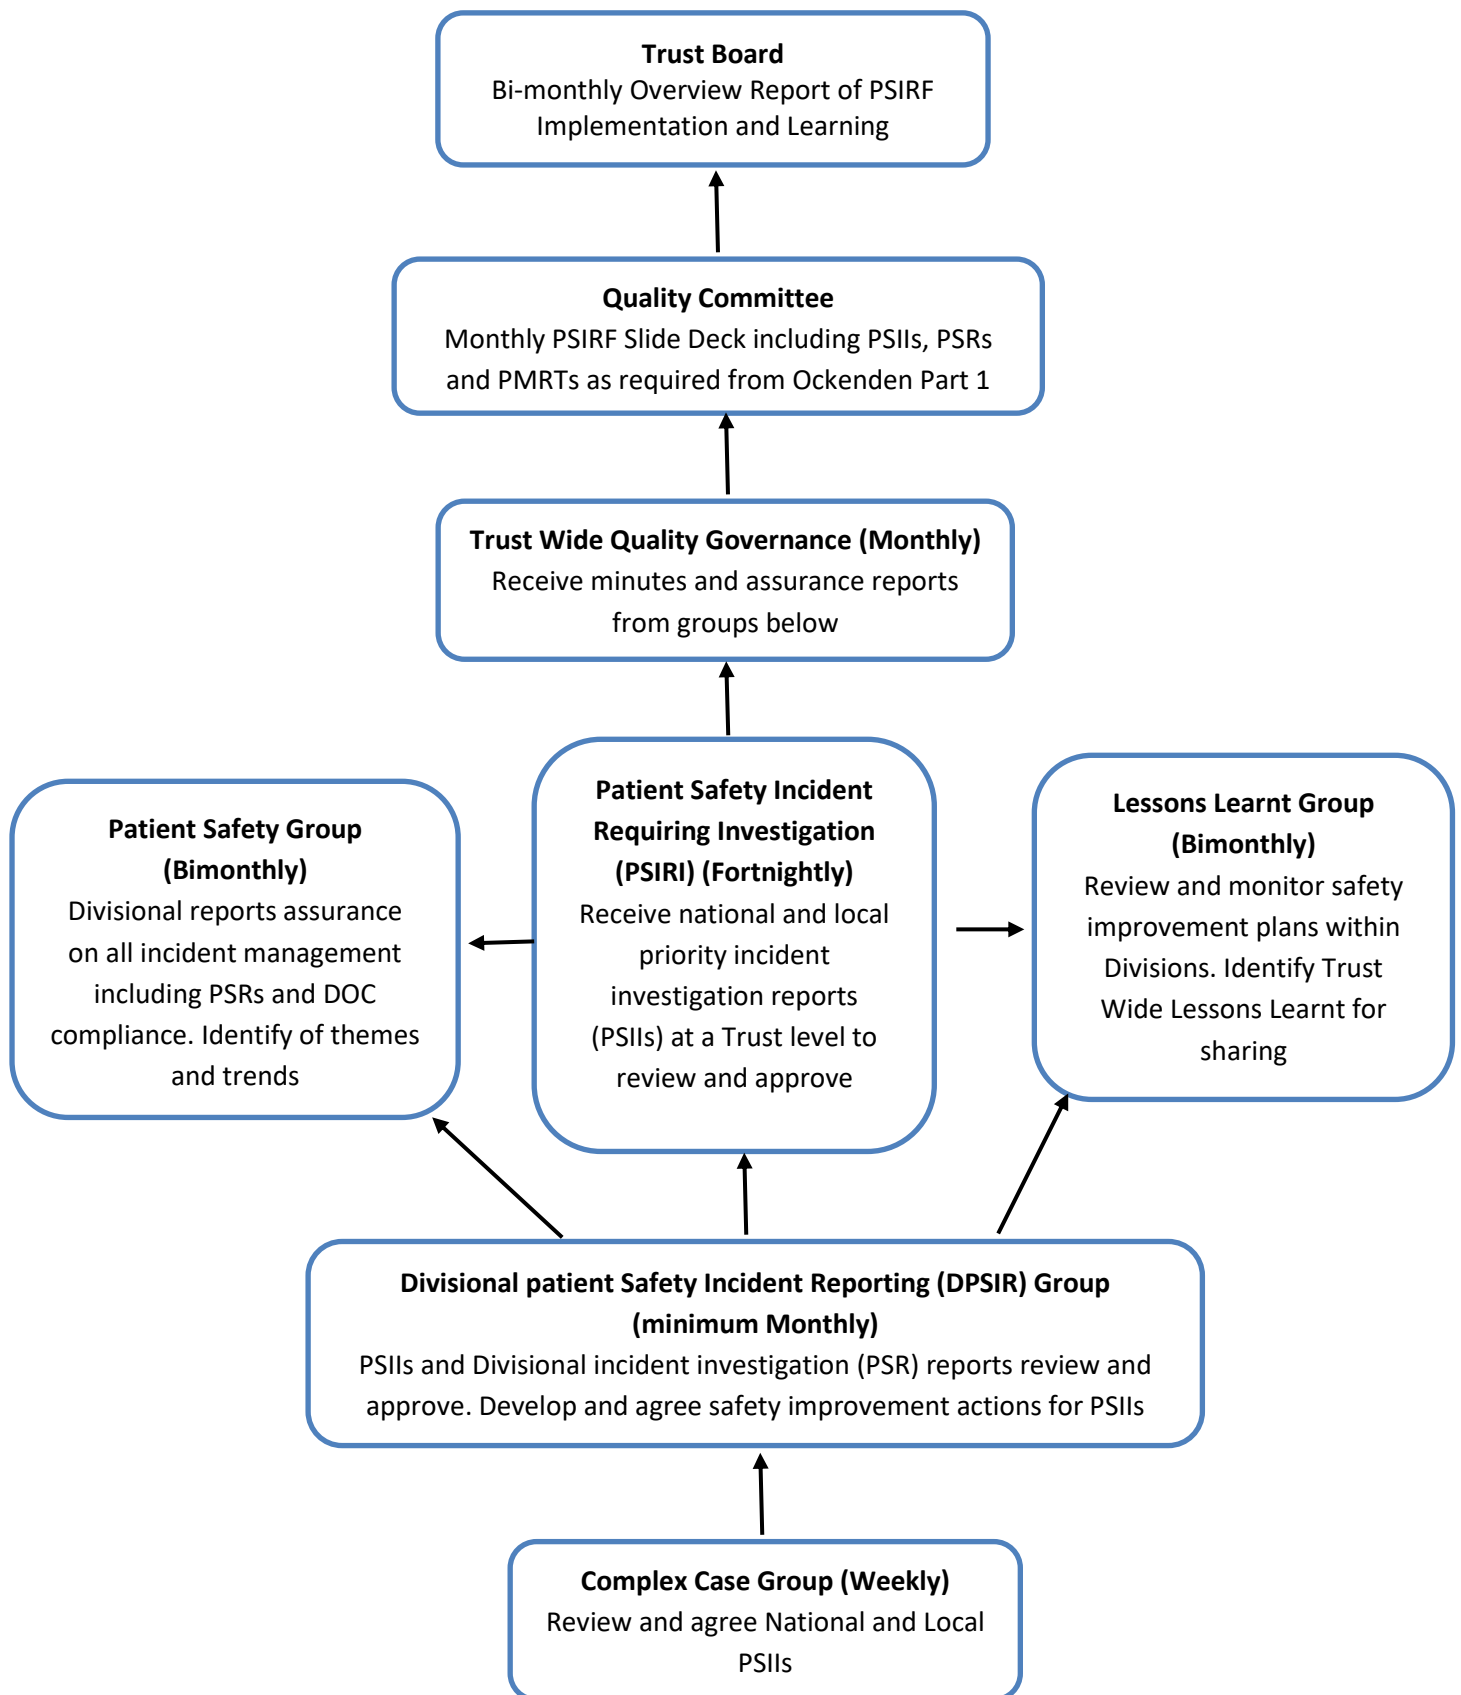 Trust Board
Bi-monthly Overview Report of PSIRF
Implementation and Learning
Quality Committee
Monthly PSIRF Slide Deck including PSIIs, PSRs
and PMRTs as required from Ockenden Part 1
Trust Wide Quality Governance (Monthly)
Receive minutes and assurance reports
from groups below
Patient Safety Group
(Bimonthly)
Divisional reports assurance
on all incident management
including PSRs and DOC
compliance. Identify of themes
and trends
Patient Safety Incident
Requiring Investigation
(PSIRI) (Fortnightly)
Receive national and local
priority incident
investigation reports
(PSIIs) at a Trust level to
review and approve
Lessons Learnt Group
(Bimonthly)
Review and monitor safety
improvement plans within
Divisions. Identify Trust
Wide Lessons Learnt for
sharing
Divisional patient Safety Incident Reporting (DPSIR) Group
(minimum Monthly)
PSIIs and Divisional incident investigation (PSR) reports review and
approve. Develop and agree safety improvement actions for PSIIs
Complex Case Group (Weekly)
Review and agree National and Local
PSIIs